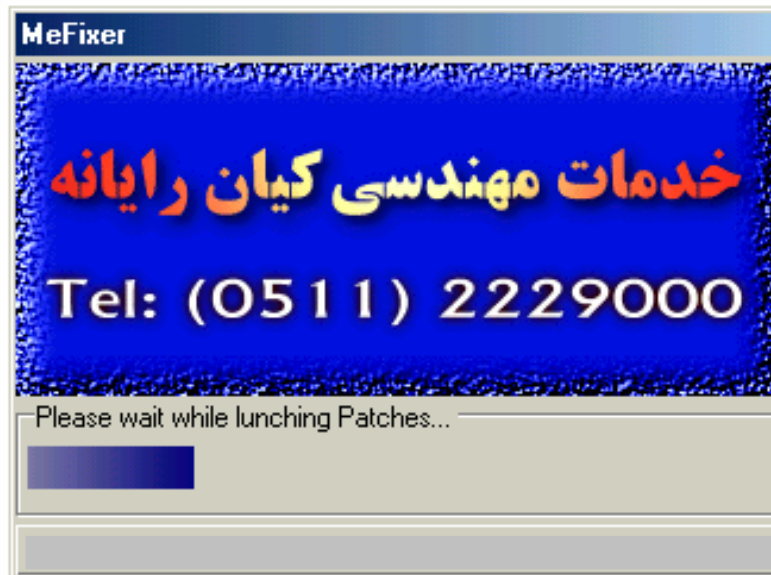 MeFixer
خدمات مهندسی کیان رایانه
Tel: (0511) 2229000
Please wait while lunching Patches...